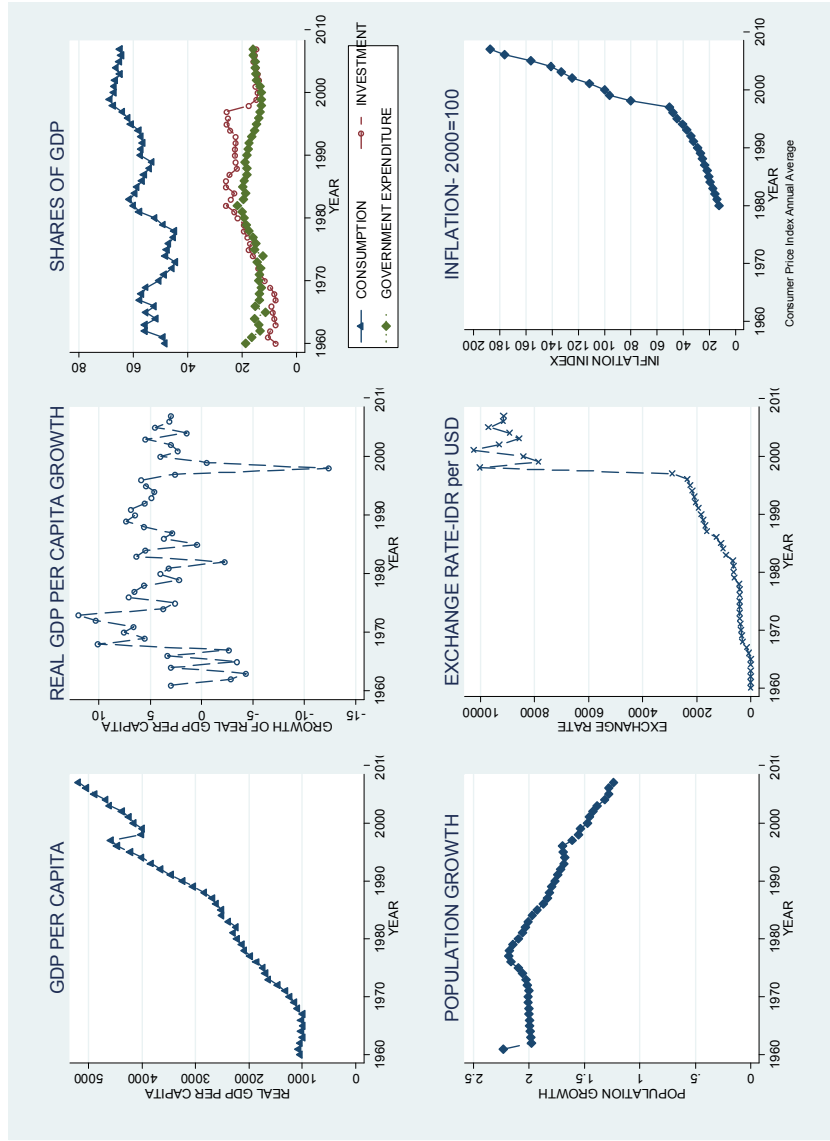 GDP PER CAPITA
REAL GDP PER CAPITA
5000
4000
3000
2000
1000
0
1960 1970 1980 1990 2000 201
YEAR
REAL GDP PER CAPITA GROWTH
GROWTH OF REAL GDP PER CAPITA
10
5
0
-5
-10
-15
1960 1970 1980 1990 2000 201
YEAR
SHARES OF GDP
80
60
40
20
0
1960 1970 1980 1990 2000 2010
YEAR
CONSUMPTION INVESTMENT
GOVERNMENT EXPENDITURE
POPULATION GROWTH
POPULATION GROWTH
2.5
2
1.5
1
.5
0
1960 1970 1980 1990 2000 201
YEAR
EXCHANGE RATE-IDR per USD
EXCHANGE RATE
10000
8000
6000
4000
2000
0
1960 1970 1980 1990 2000 201
YEAR
INFLATION- 2000=100
INFLATION INDEX
200
180
160
140
120
100
80
60
40
20
0
1960 1970 1980 1990 2000 2010
YEAR
Consumer Price Index Annual Average